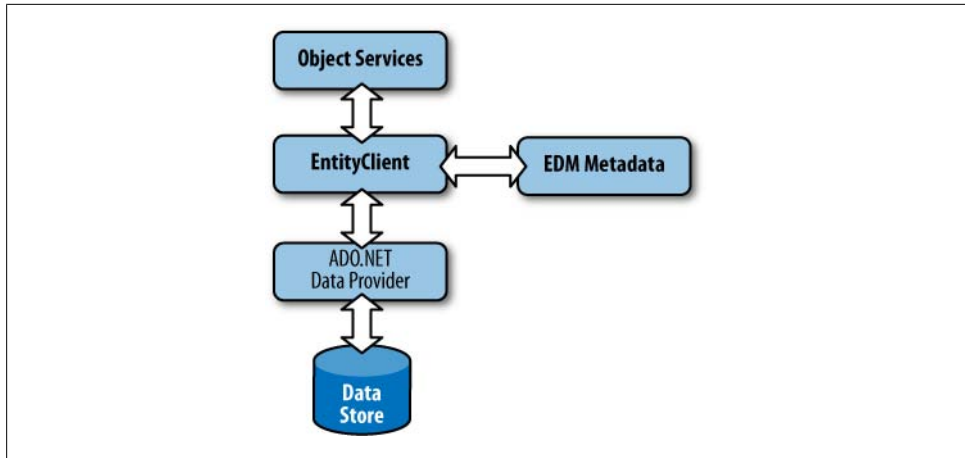 Object Services
EntityClient
EDM Metadata
ADO.NET
Data Provider
Data
Store